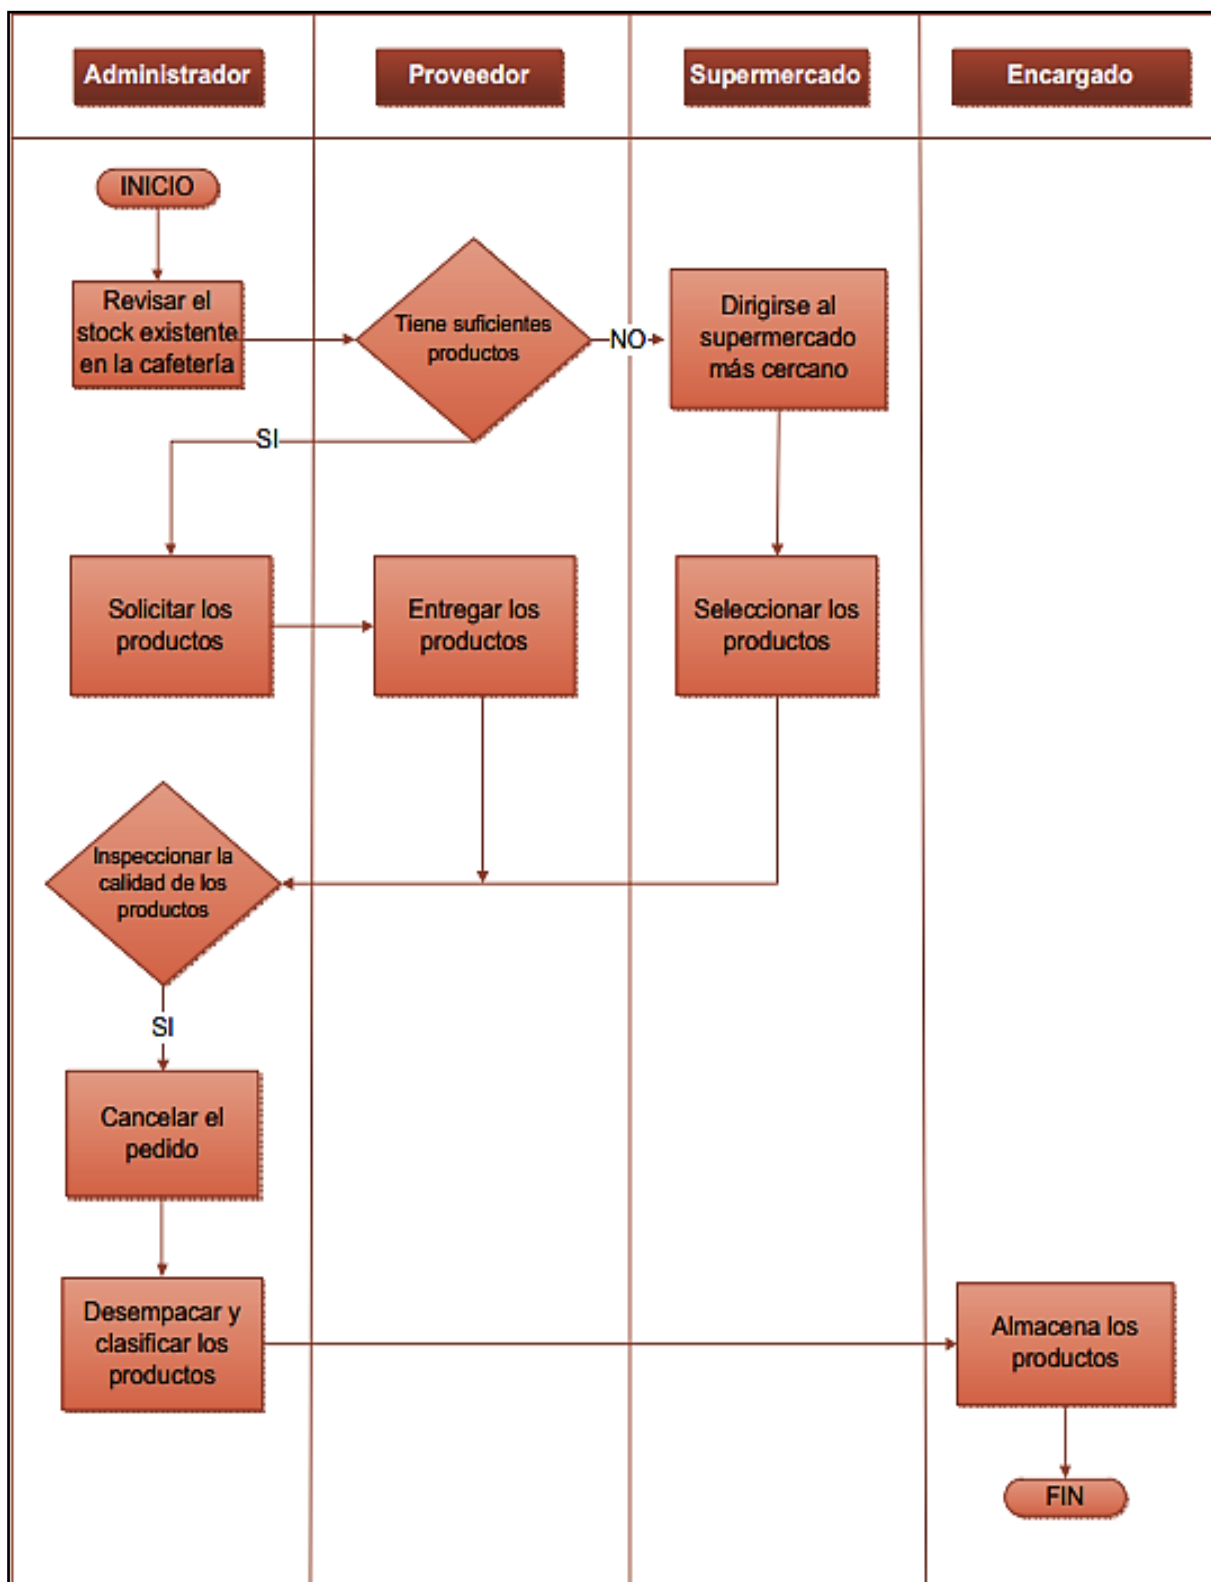 Administrador
Proveedor
Supermercado
Encargado
INICIO
Revisar el
stock existente
en la cafetería
Tiene suficientes
productos
NO
Dirigirse al
supermercado
más cercano
SI
Solicitar los
productos
Entregar los
productos
Seleccionar los
productos
Inspeccionar la
calidad de los
productos
SI
Cancelar el
pedido
Desempacar y
clasificar los
productos
Almacena los
productos
FIN